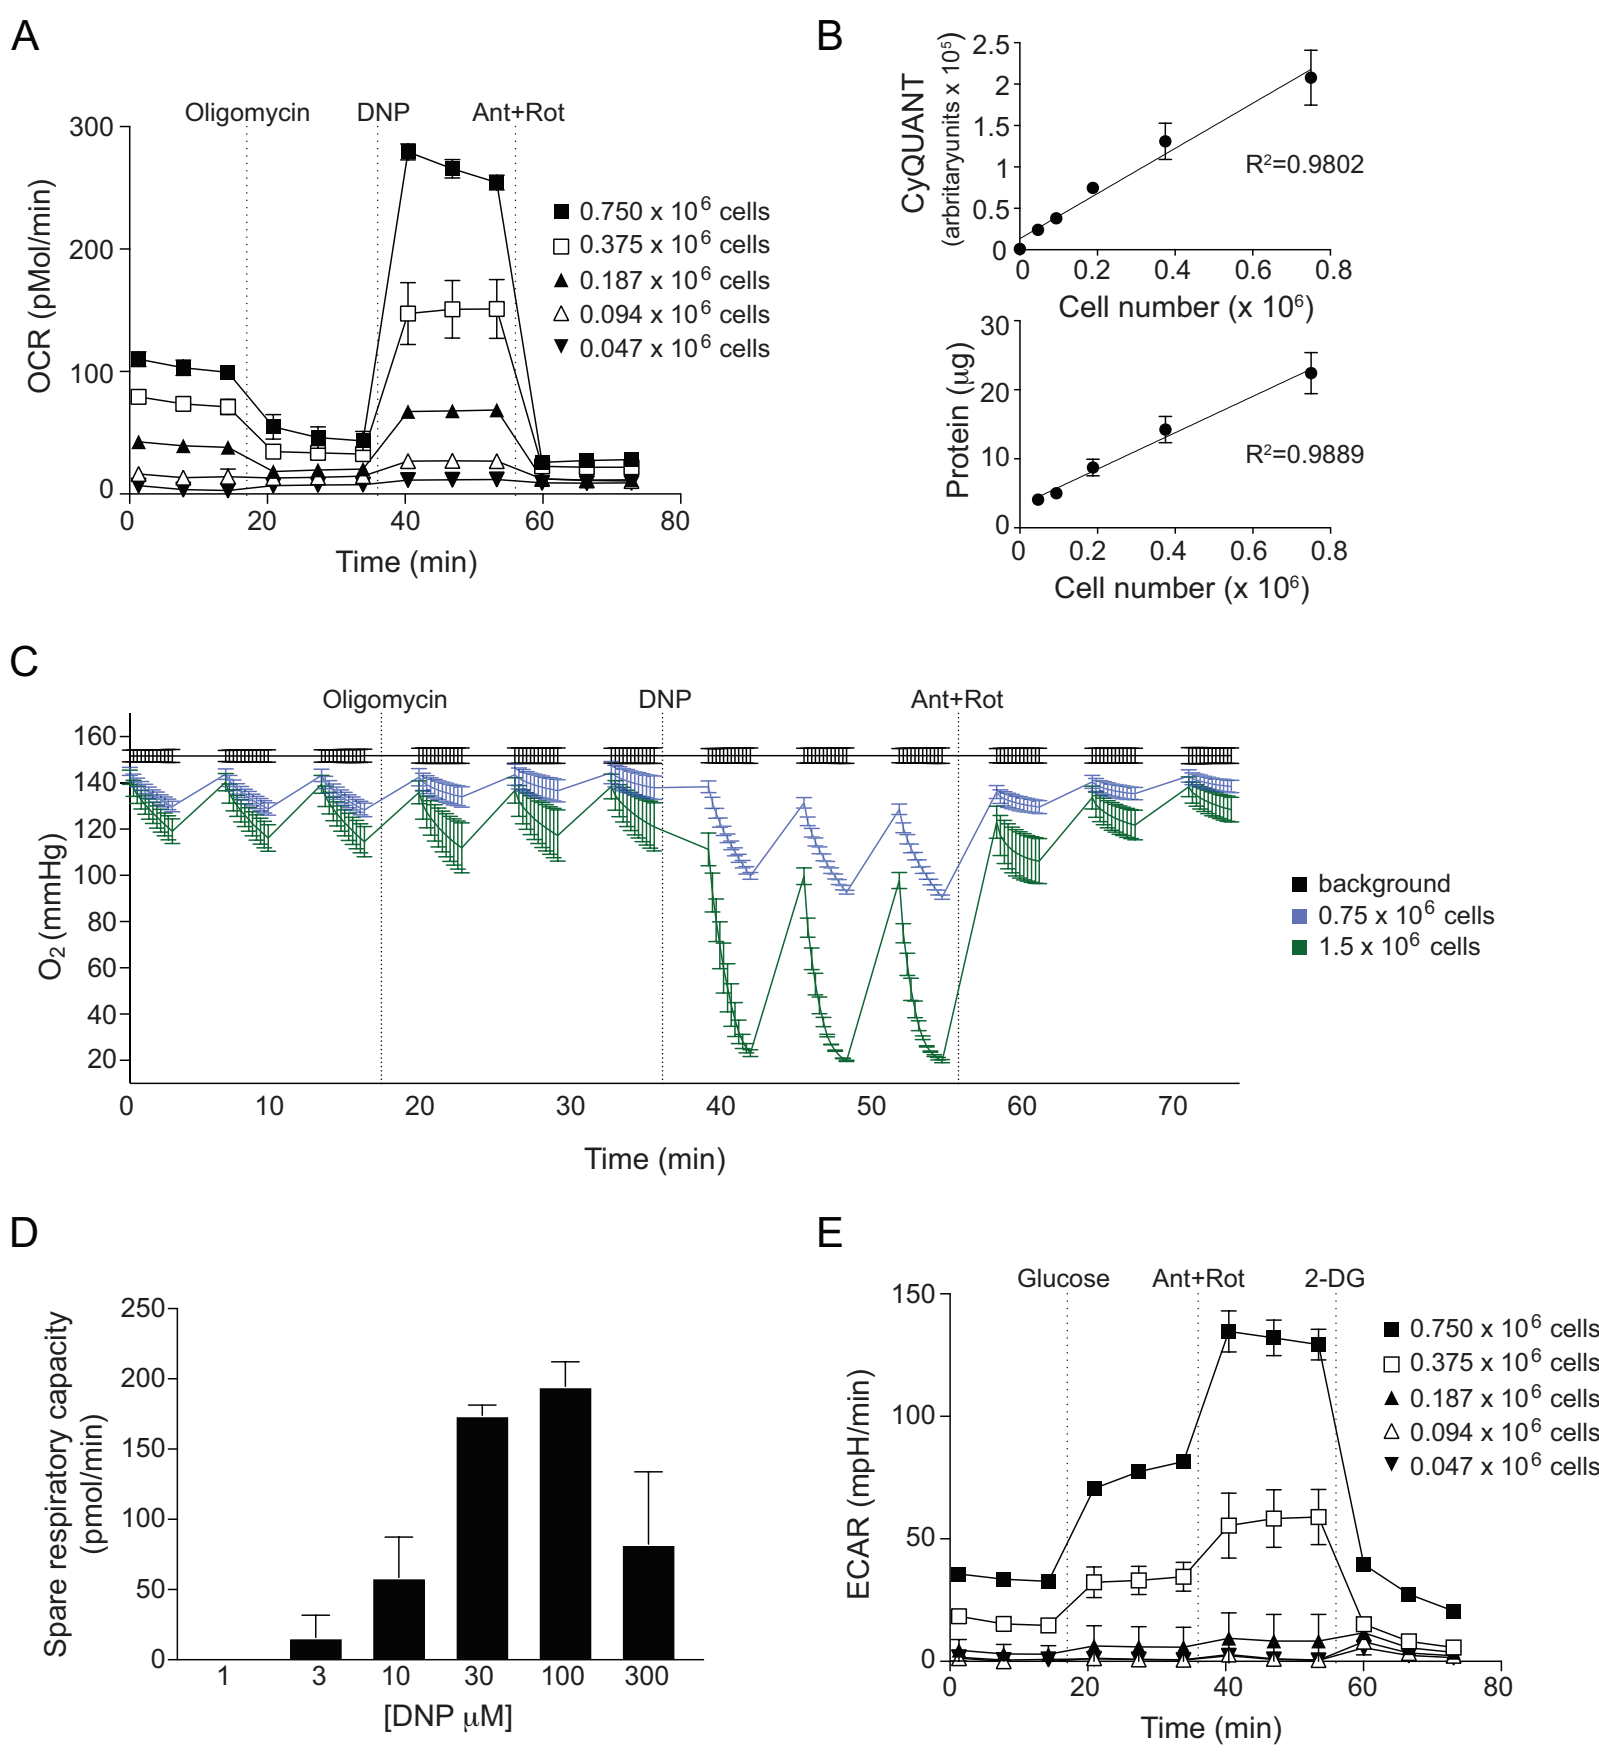 A
Oligomycin DNP Ant+Rot
OCR (pMol/min)
300
200
100
0
0 20 40 60 80
Time (min)
0.750 x 10⁶ cells
0.375 x 10⁶ cells
0.187 x 10⁶ cells
0.094 x 10⁶ cells
0.047 x 10⁶ cells
B
CyQUANT
(arbritaryunits x 10⁵)
2.5
2
1.5
1
0.5
0
R²=0.9802
0 0.2 0.4 0.6 0.8
Cell number (x 10⁶)
Protein (µg)
30
20
10
0
R²=0.9889
0 0.2 0.4 0.6 0.8
Cell number (x 10⁶)
C
Oligomycin DNP Ant+Rot
O₂ (mmHg)
160
140
120
100
80
60
40
20
0 10 20 30 40 50 60 70
Time (min)
background
0.75 x 10⁶ cells
1.5 x 10⁶ cells
D
Spare respiratory capacity
(pmol/min)
250
200
150
100
50
0
1 3 10 30 100 300
[DNP µM]
E
Glucose Ant+Rot 2-DG
ECAR (mpH/min)
150
100
50
0
0 20 40 60 80
Time (min)
0.750 x 10⁶ cells
0.375 x 10⁶ cells
0.187 x 10⁶ cells
0.094 x 10⁶ cells
0.047 x 10⁶ cells